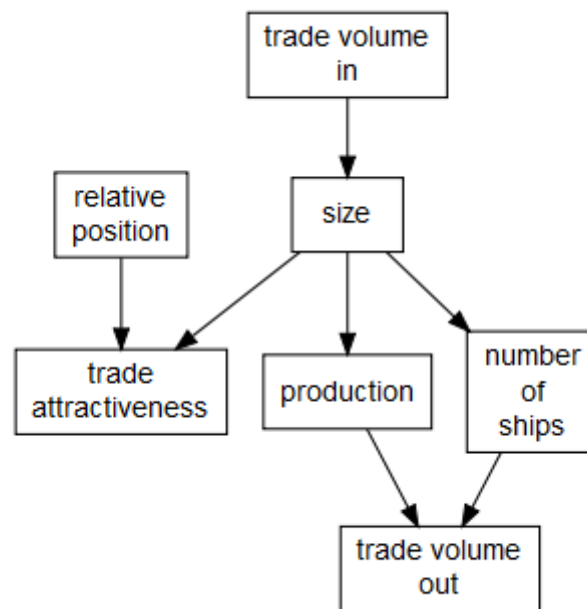 trade volume
in
relative
position
size
trade
attractiveness
production
number
of
ships
trade volume
out